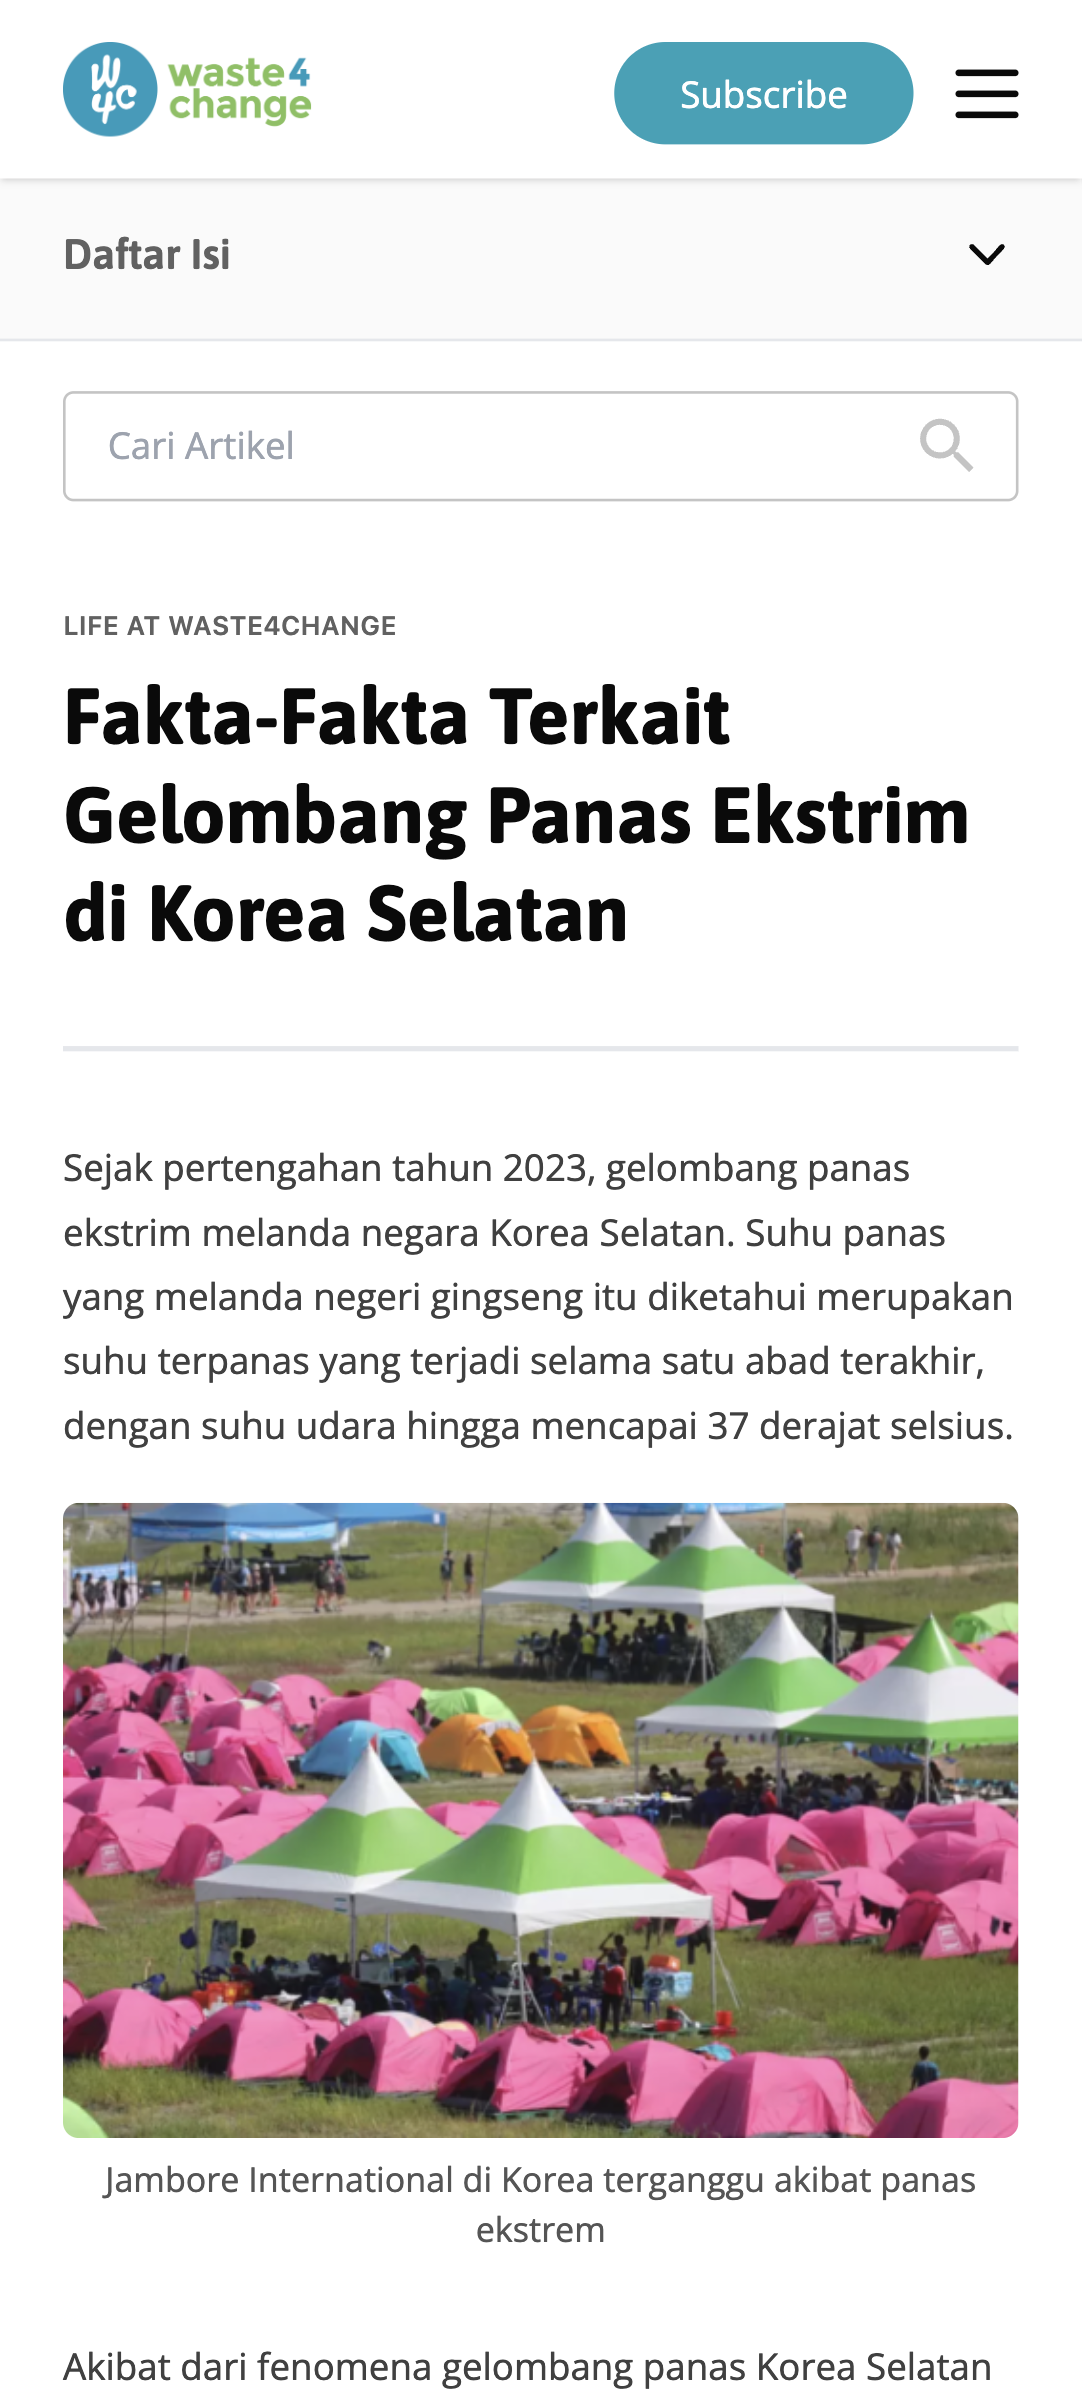 W4C
waste4
change
Subscribe
Daftar Isi
Cari Artikel
LIFE AT WASTE4CHANGE
Fakta-Fakta Terkait
Gelombang Panas Ekstrim
di Korea Selatan
Sejak pertengahan tahun 2023, gelombang panas
ekstrim melanda negara Korea Selatan. Suhu panas
yang melanda negeri gingseng itu diketahui merupakan
suhu terpanas yang terjadi selama satu abad terakhir,
dengan suhu udara hingga mencapai 37 derajat selsius.
Jambore International di Korea terganggu akibat panas
ekstrem
Akibat dari fenomena gelombang panas Korea Selatan